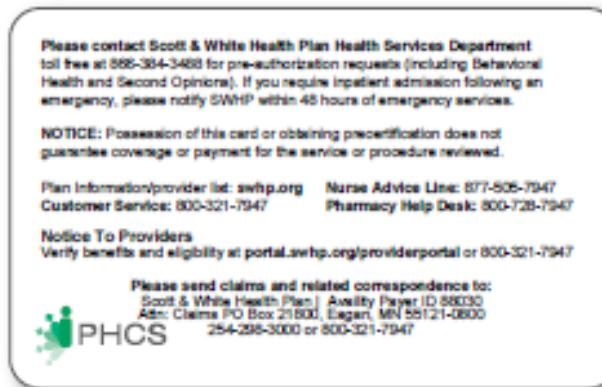 Please contact Scott & White Health Plan Health Services Department
toll free at 866-384-3488 for pre-authorization requests (including Behavioral
Health and Second Opinions). If you require inpatient admission following an
emergency, please notify SWHP within 48 hours of emergency services.
NOTICE: Possession of this card or obtaining precertification does not
guarantee coverage or payment for the service or procedure reviewed.
Plan Information/provider list: swhp.org Nurse Advice Line: 877-505-7947
Customer Service: 800-321-7947 Pharmacy Help Desk: 800-728-7947
Notice To Providers
Verify benefits and eligibility at portal.swhp.org/providerportal or 800-321-7947
Please send claims and related correspondence to:
Scott & White Health Plan | Availity Payer ID 88030
Attn: Claims PO Box 21800, Eagan, MN 55121-0800
254-298-3000 or 800-321-7947
PHCS